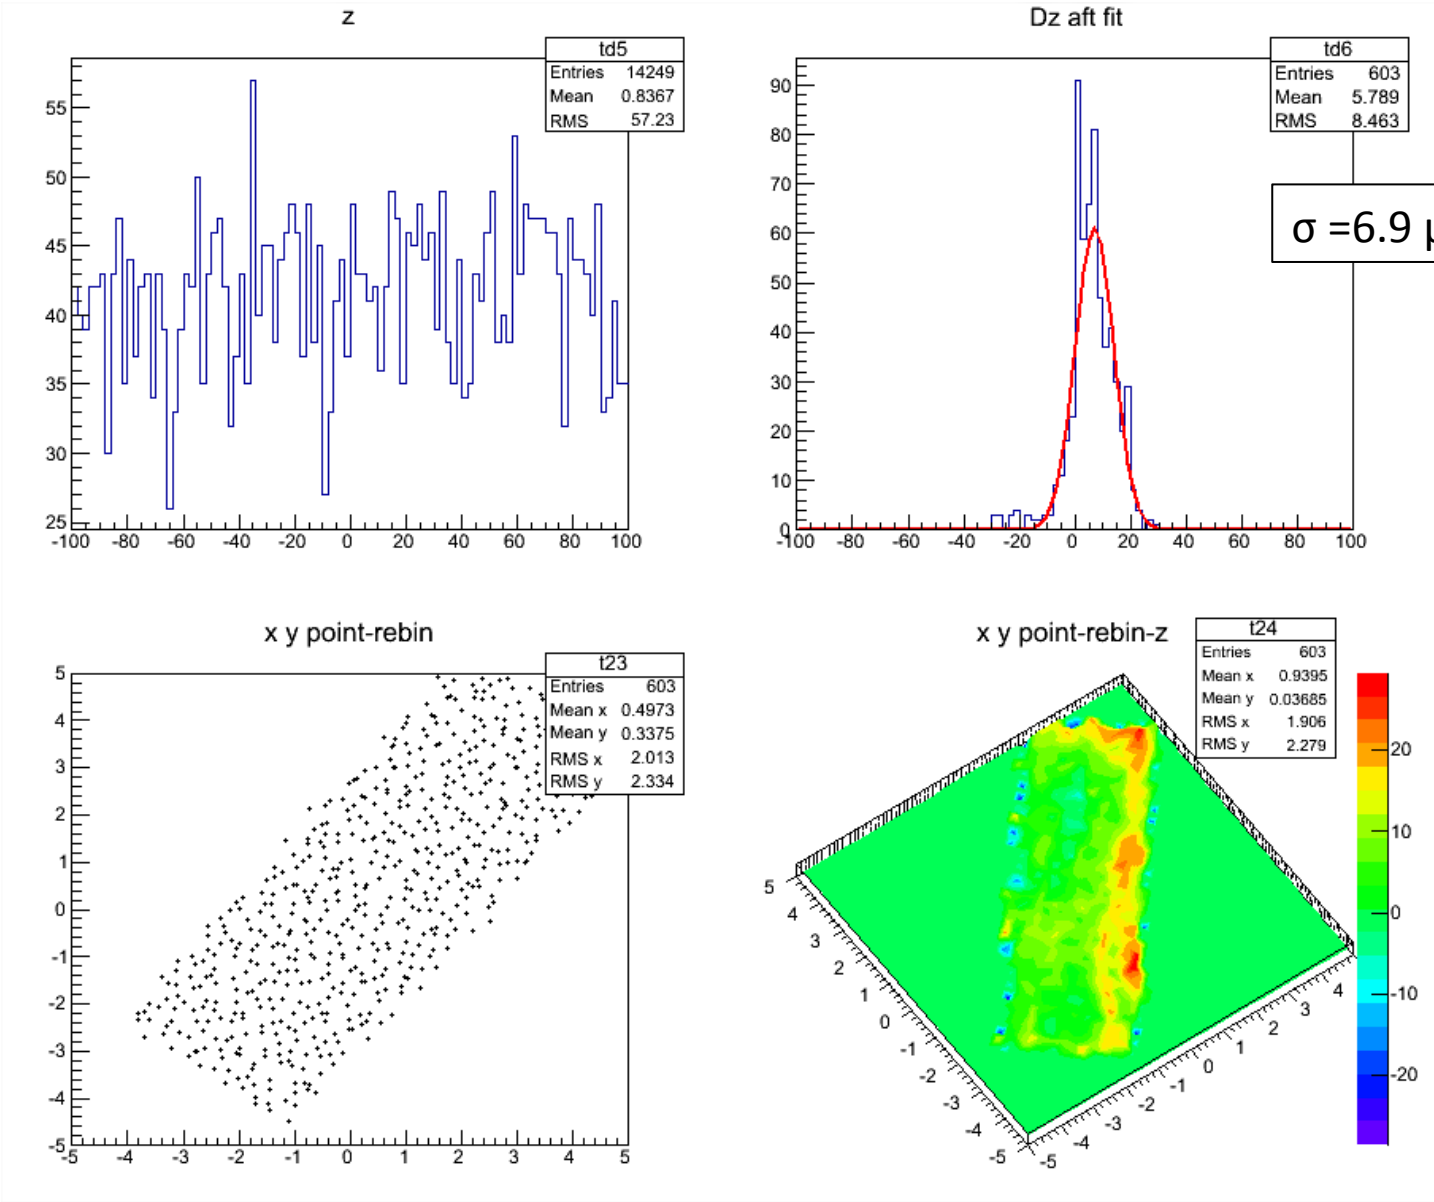 z
td5
Entries 14249
Mean 0.8367
RMS 57.23
55
50
45
40
35
30
25
-100 -80 -60 -40 -20 0 20 40 60 80 100
Dz aft fit
td6
Entries 603
Mean 5.789
RMS 8.463
σ =6.9
90
80
70
60
50
40
30
20
10
0
-100 -80 -60 -40 -20 0 20 40 60 80 100
x y point-rebin
t23
Entries 603
Mean x 0.4973
Mean y 0.3375
RMS x 2.013
RMS y 2.334
5
4
3
2
1
0
-1
-2
-3
-4
-5
-5 -4 -3 -2 -1 0 1 2 3 4 5
x y point-rebin-z
t24
Entries 603
Mean x 0.9395
Mean y 0.03685
RMS x 1.906
RMS y 2.279
20
10
0
-10
-20
5
4
3
2
1
0
-1
-2
-3
-4
-5
-5
-4
-3
-2
-1
0
1
2
3
4